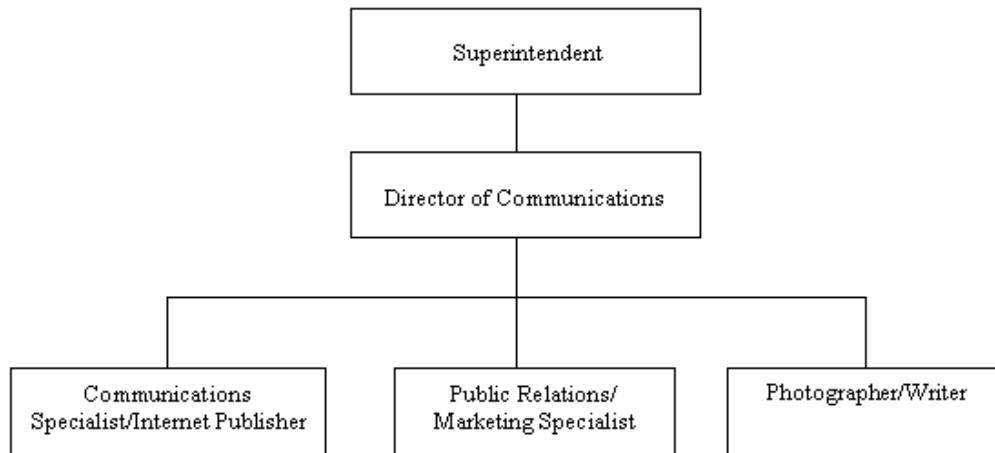 Superintendent
Director of Communications
Communications
Specialist/Internet Publisher
Public Relations/
Marketing Specialist
Photographer/Writer